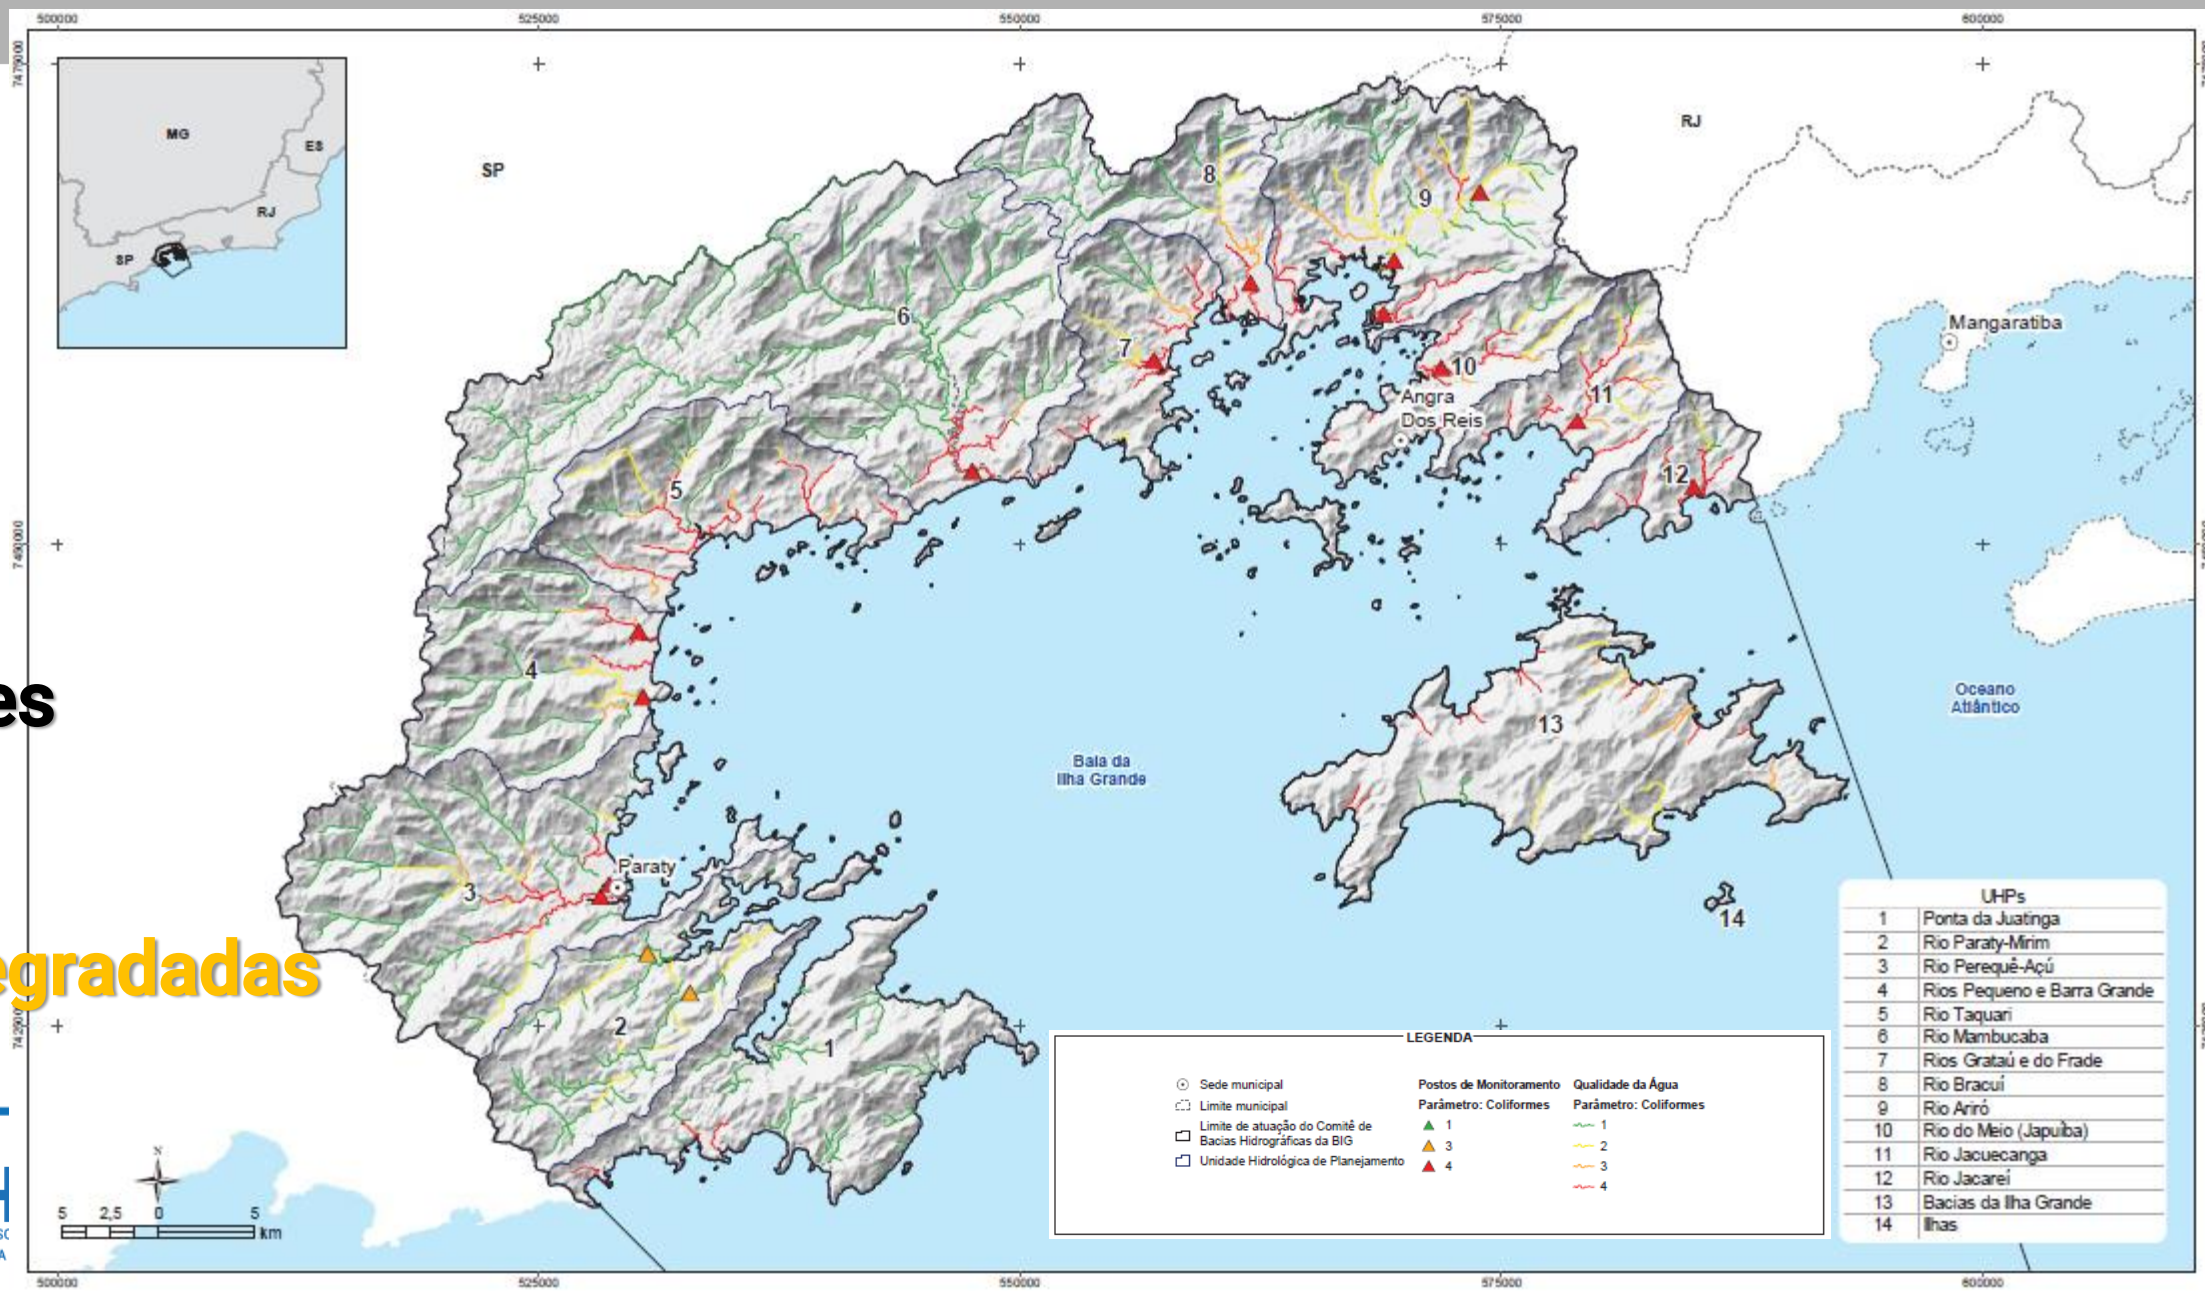 500000
525000
550000
575000
600000
MG
ES
RJ
SP
SP
RJ
8
9
6
7
10
Angra
Dos Reis
11
12
5
4
13
14
3
2
1
Mangaratiba
Oceano
Atlântico
Baía da
Ilha Grande
Paraty
es
egradadas
N
5
2,5
0
5
km
LEGENDA
Sede municipal
Limite municipal
Limite de atuação do Comitê de
Bacias Hidrográficas da BIG
Unidade Hidrológica de Planejamento
Postos de Monitoramento
Parâmetro: Coliformes
1
3
4
Qualidade da Água
Parâmetro: Coliformes
1
2
3
4
UHPs
1 Ponta da Juatinga
2 Rio Paraty-Mirim
3 Rio Perequê-Açú
4 Rios Pequeno e Barra Grande
5 Rio Taquari
6 Rio Mambucaba
7 Rios Grataú e do Frade
8 Rio Bracuí
9 Rio Ariró
10 Rio do Meio (Japuíba)
11 Rio Jacuecanga
12 Rio Jacareí
13 Bacias da Ilha Grande
14 Ilhas
500000
525000
550000
575000
600000